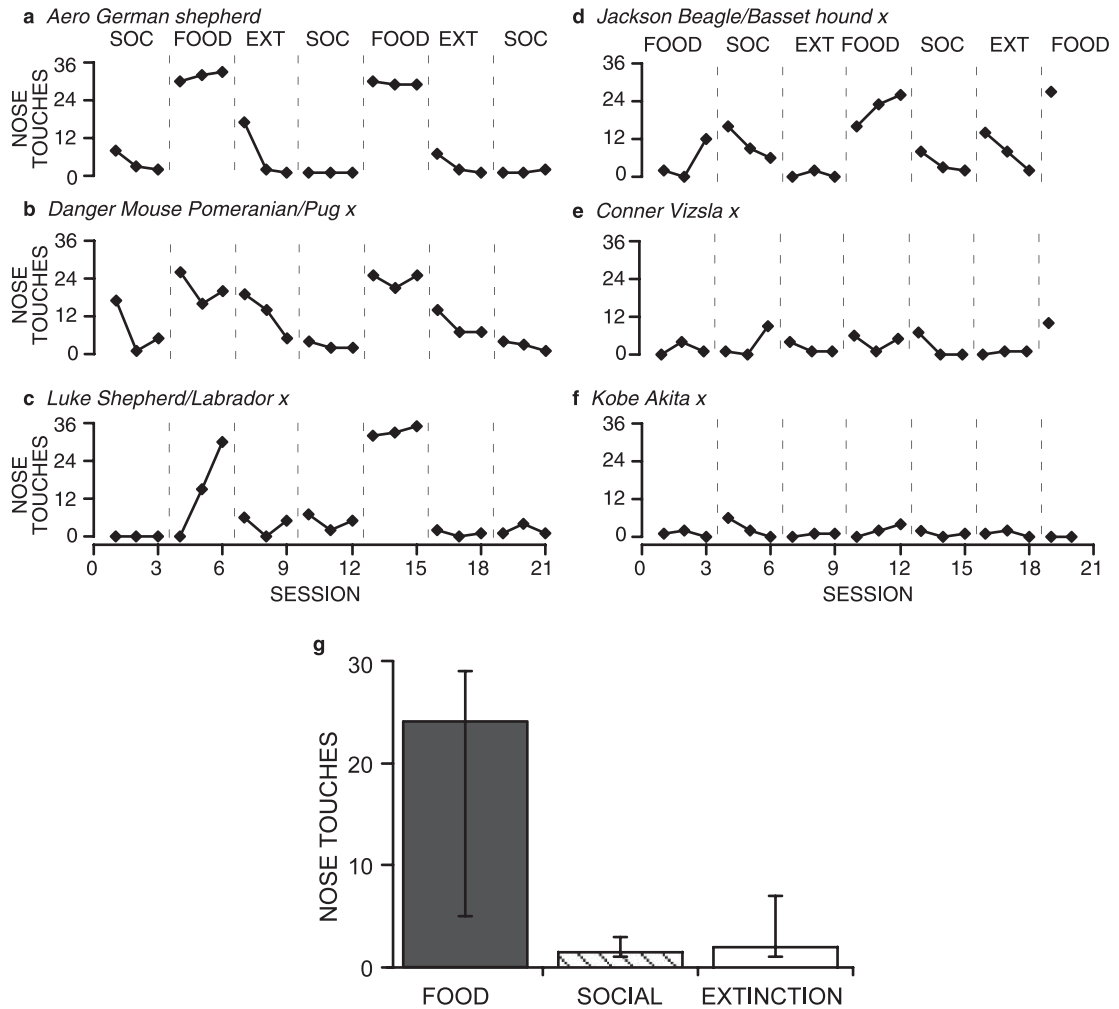 a Aero German shepherd
SOC FOOD EXT SOC FOOD EXT SOC
NOSE TOUCHES
36
24
12
0
b Danger Mouse Pomeranian/Pug x
NOSE TOUCHES
36
24
12
0
c Luke Shepherd/Labrador x
NOSE TOUCHES
36
24
12
0
0 3 6 9 12 15 18 21
SESSION
d Jackson Beagle/Basset hound x
FOOD SOC EXT FOOD SOC EXT FOOD
36
24
12
0
e Conner Vizsla x
36
24
12
0
f Kobe Akita x
36
24
12
0
0 3 6 9 12 15 18 21
SESSION
g
NOSE TOUCHES
30
20
10
0
FOOD SOCIAL EXTINCTION